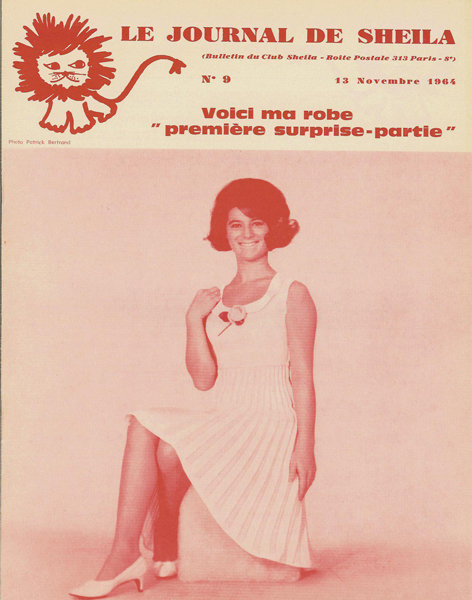 LE JOURNAL DE SHEILA
(Bulletin du Club Sheila - Boite Postale 313 Paris - 8ᵉ)
N° 9 13 Novembre 1964
Voici ma robe
"première surprise-partie"
Photo Patrick Bertrand